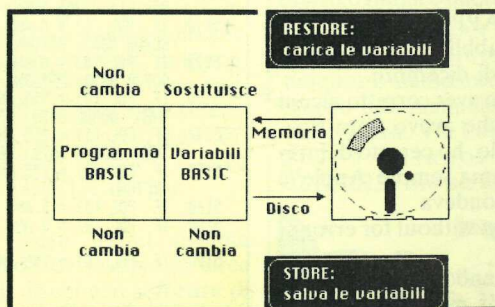 RESTORE:
carica le variabili
Non
cambia
Sostituisce
Programma
BASIC
Variabili
BASIC
Memoria
Disco
Non
cambia
Non
cambia
STORE:
salva le variabili